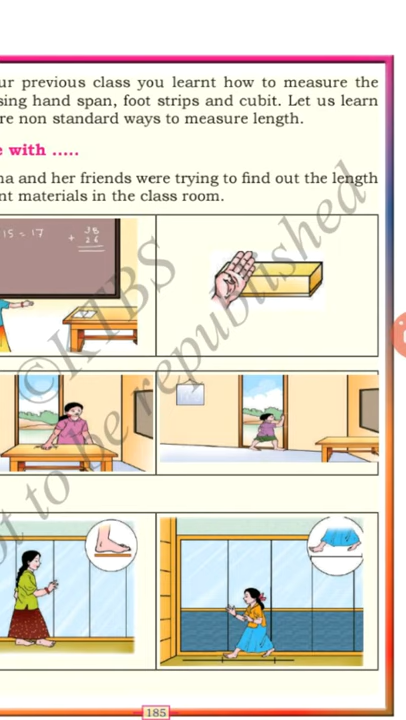 ur previous class you learnt how to measure the
sing hand span, foot strips and cubit. Let us learn
re non standard ways to measure length.
e with .....
na and her friends were trying to find out the length
nt materials in the class room.
15 = 17
+ 26
©KTBS
ot to be republished
185